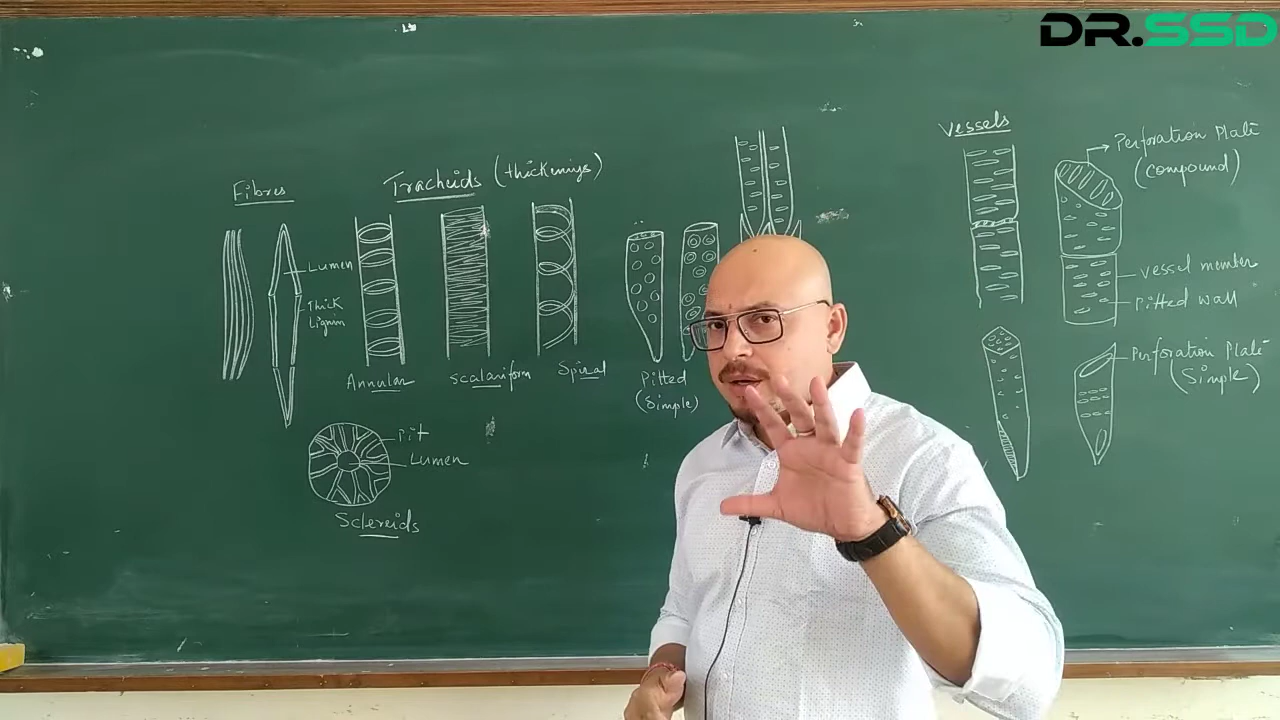 DR.SSD
Fibres
Lumen
Thick
Lignin
Tracheids (thickenings)
Annular
scalariform
Spiral
Pitted
(Simple)
Pit
Lumen
Sclereids
Vessels
Perforation Plate
(compound)
Vessel member
Pitted wall
Perforation Plate
(Simple)